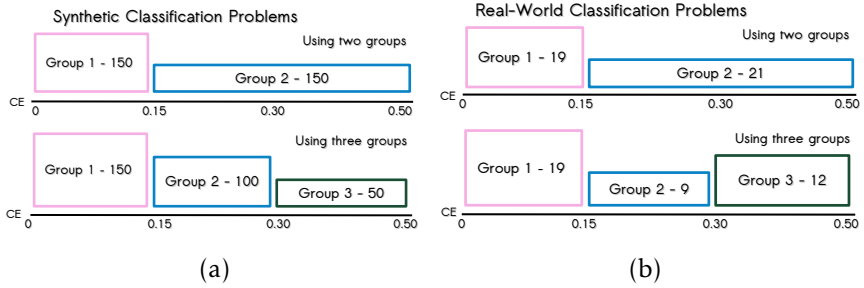 Synthetic Classification Problems
Using two groups
Group 1 - 150
Group 2 - 150
CE
0 0.15 0.30 0.50
Using three groups
Group 1 - 150
Group 2 - 100
Group 3 - 50
CE
0 0.15 0.30 0.50
(a)
Real-World Classification Problems
Using two groups
Group 1 - 19
Group 2 - 21
CE
0 0.15 0.30 0.50
Using three groups
Group 1 - 19
Group 2 - 9
Group 3 - 12
CE
0 0.15 0.30 0.50
(b)